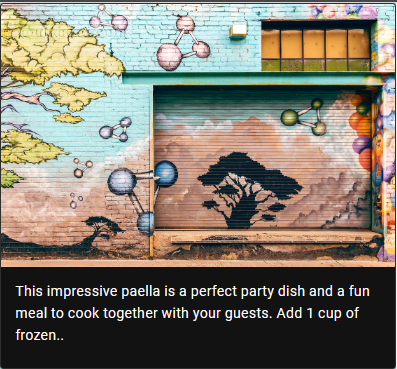 This impressive paella is a perfect party dish and a fun
meal to cook together with your guests. Add 1 cup of
frozen..